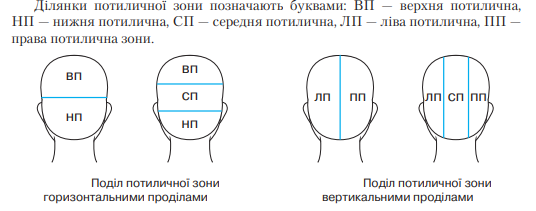 Ділянки потиличної зони позначають буквами: ВП — верхня потилична,
НП — нижня потилична, СП — середня потилична, ЛП — ліва потилична, ПП —
права потилична зони.
ВП
НП
ВП
СП
НП
ЛП ПП
ЛП СП ПП
Поділ потиличної зони
горизонтальними проділами
Поділ потиличної зони
вертикальними проділами